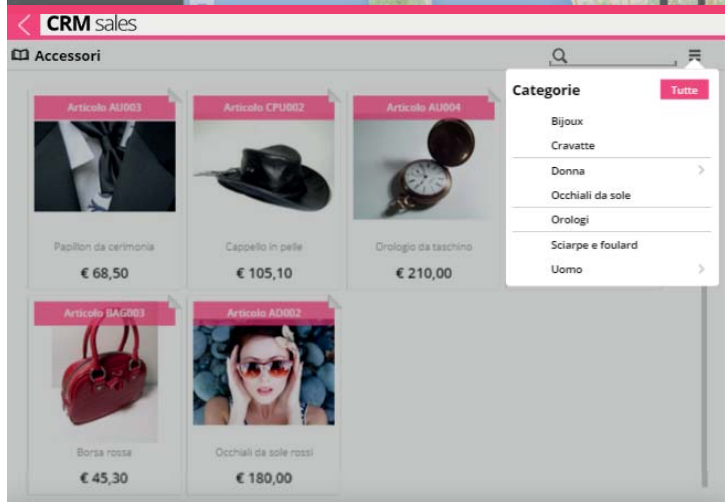 CRM sales
Accessori
Categorie
Tutte
Bijoux
Cravatte
Donna
Occhiali da sole
Orologi
Sciarpe e foulard
Uomo
Articolo AU003
Articolo CPU002
Articolo AU004
Papillon da cerimonia
Cappello in pelle
Orologio da taschino
€ 68,50
€ 105,10
€ 210,00
Articolo BAG003
Articolo AD002
Borsa rossa
Occhiali da sole rossi
€ 45,30
€ 180,00